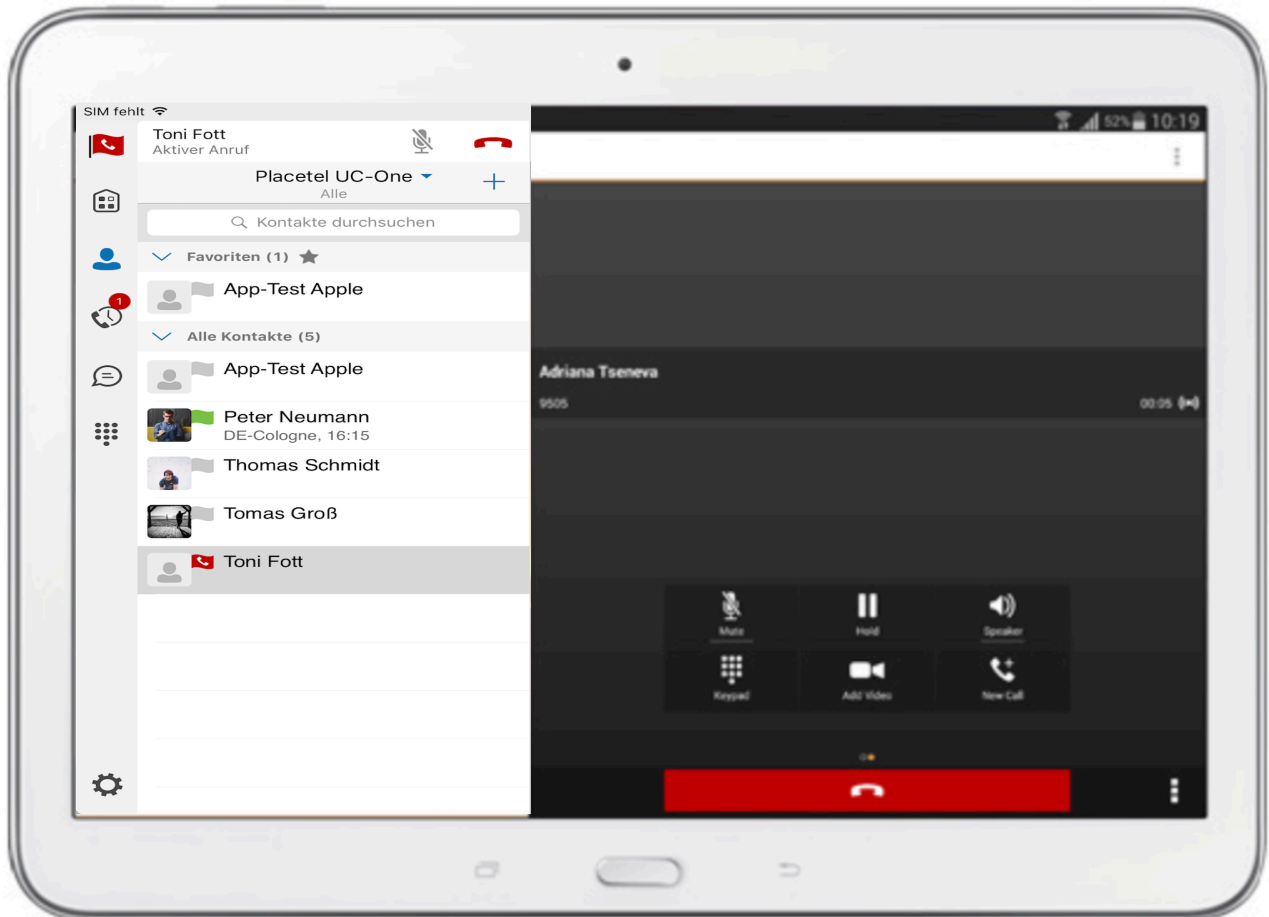 SIM fehlt
52% 10:19
Toni Fott
Aktiver Anruf
Placetel UC-One
Alle
Kontakte durchsuchen
Favoriten (1)
App-Test Apple
1
Alle Kontakte (5)
App-Test Apple
Peter Neumann
DE-Cologne, 16:15
Thomas Schmidt
Tomas Groß
Toni Fott
Adriana Tseneva
9505
00:05
Mute
Hold
Speaker
Keypad
Add Video
New Call